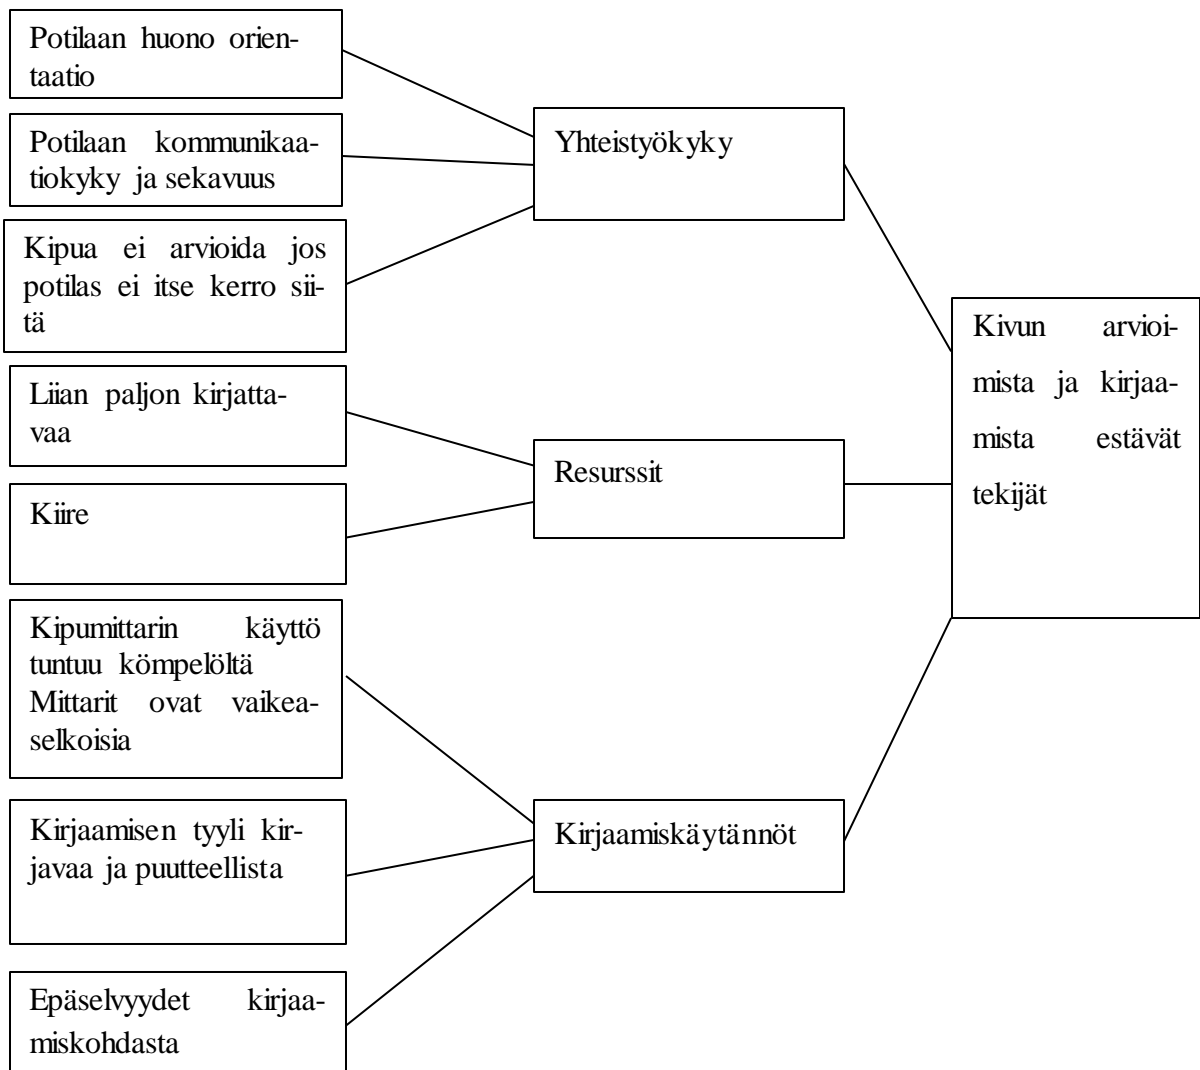 Potilaan huono orien-
taatio
Potilaan kommunikaa-
tiokyky ja sekavuus
Kipua ei arvioida jos
potilas ei itse kerro sii-
tä
Liian paljon kirjatta-
vaa
Kiire
Kipumittarin käyttö
tuntuu kömpelöltä
Mittarit ovat vaikea-
selkoisia
Kirjaamisen tyyli kir-
javaa ja puutteellista
Epäselvyydet kirjaa-
miskohdasta
Yhteistyökyky
Resurssit
Kirjaamiskäytännöt
Kivun arvioi-
mista ja kirjaa-
mista estävät
tekijät